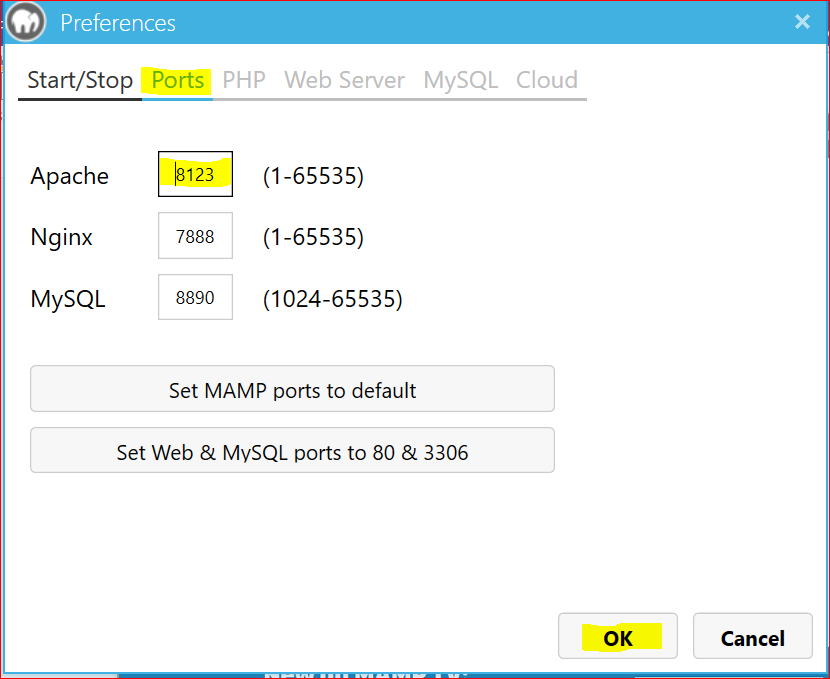 Preferences
Start/Stop Ports PHP Web Server MySQL Cloud
Apache 8123 (1-65535)
Nginx 7888 (1-65535)
MySQL 8890 (1024-65535)
Set MAMP ports to default
Set Web & MySQL ports to 80 & 3306
OK Cancel